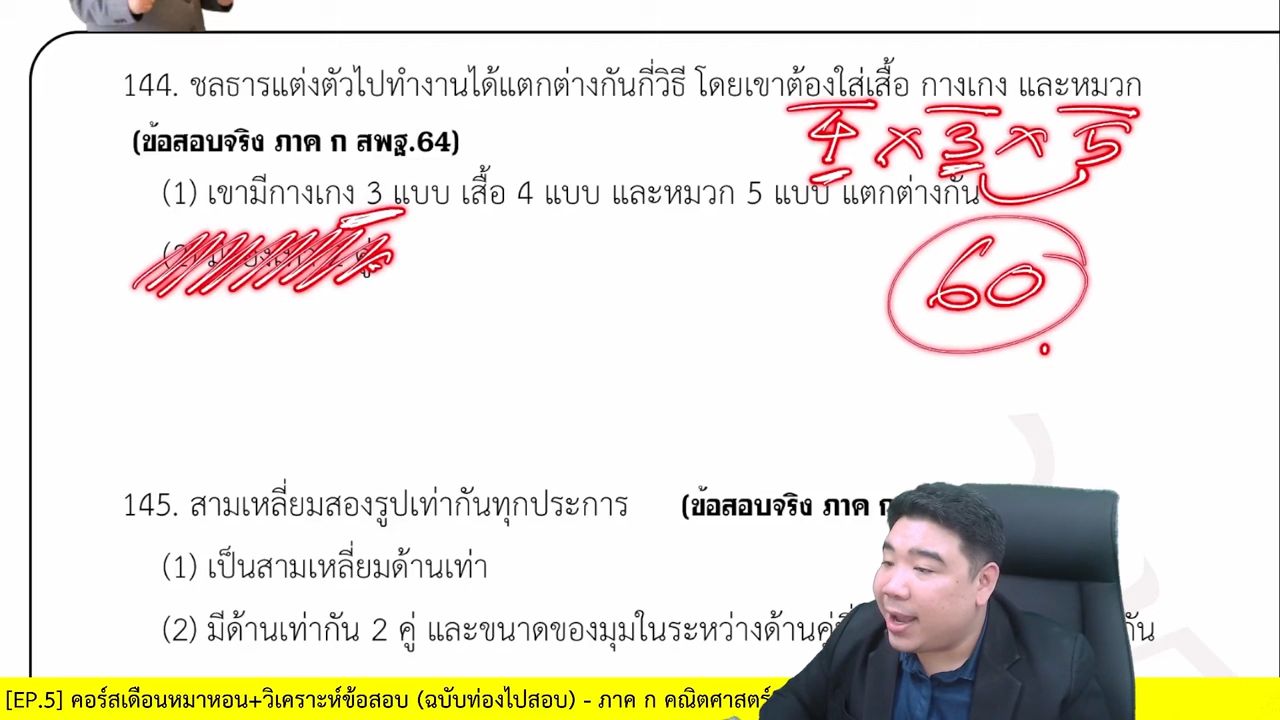 144. ชลธารแต่งตัวไปทำงานได้แตกต่างกันกี่วิธี โดยเขาต้องใส่เสื้อ กางเกง และหมวก
4 × 3 × 5
(ข้อสอบจริง ภาค ก สพฐ.64)
(1) เขามีกางเกง 3 แบบ เสื้อ 4 แบบ และหมวก 5 แบบ แตกต่างกัน
60
145. สามเหลี่ยมสองรูปเท่ากันทุกประการ (ข้อสอบจริง ภาค ก
(1) เป็นสามเหลี่ยมด้านเท่า
(2) มีด้านเท่ากัน 2 คู่ และขนาดของมุมในระหว่างด้านคู่
[EP.5] คอร์สเดือนหมาหอน+วิเคราะห์ข้อสอบ (ฉบับท่องไปสอบ) - ภาค ก คณิตศาสตร์